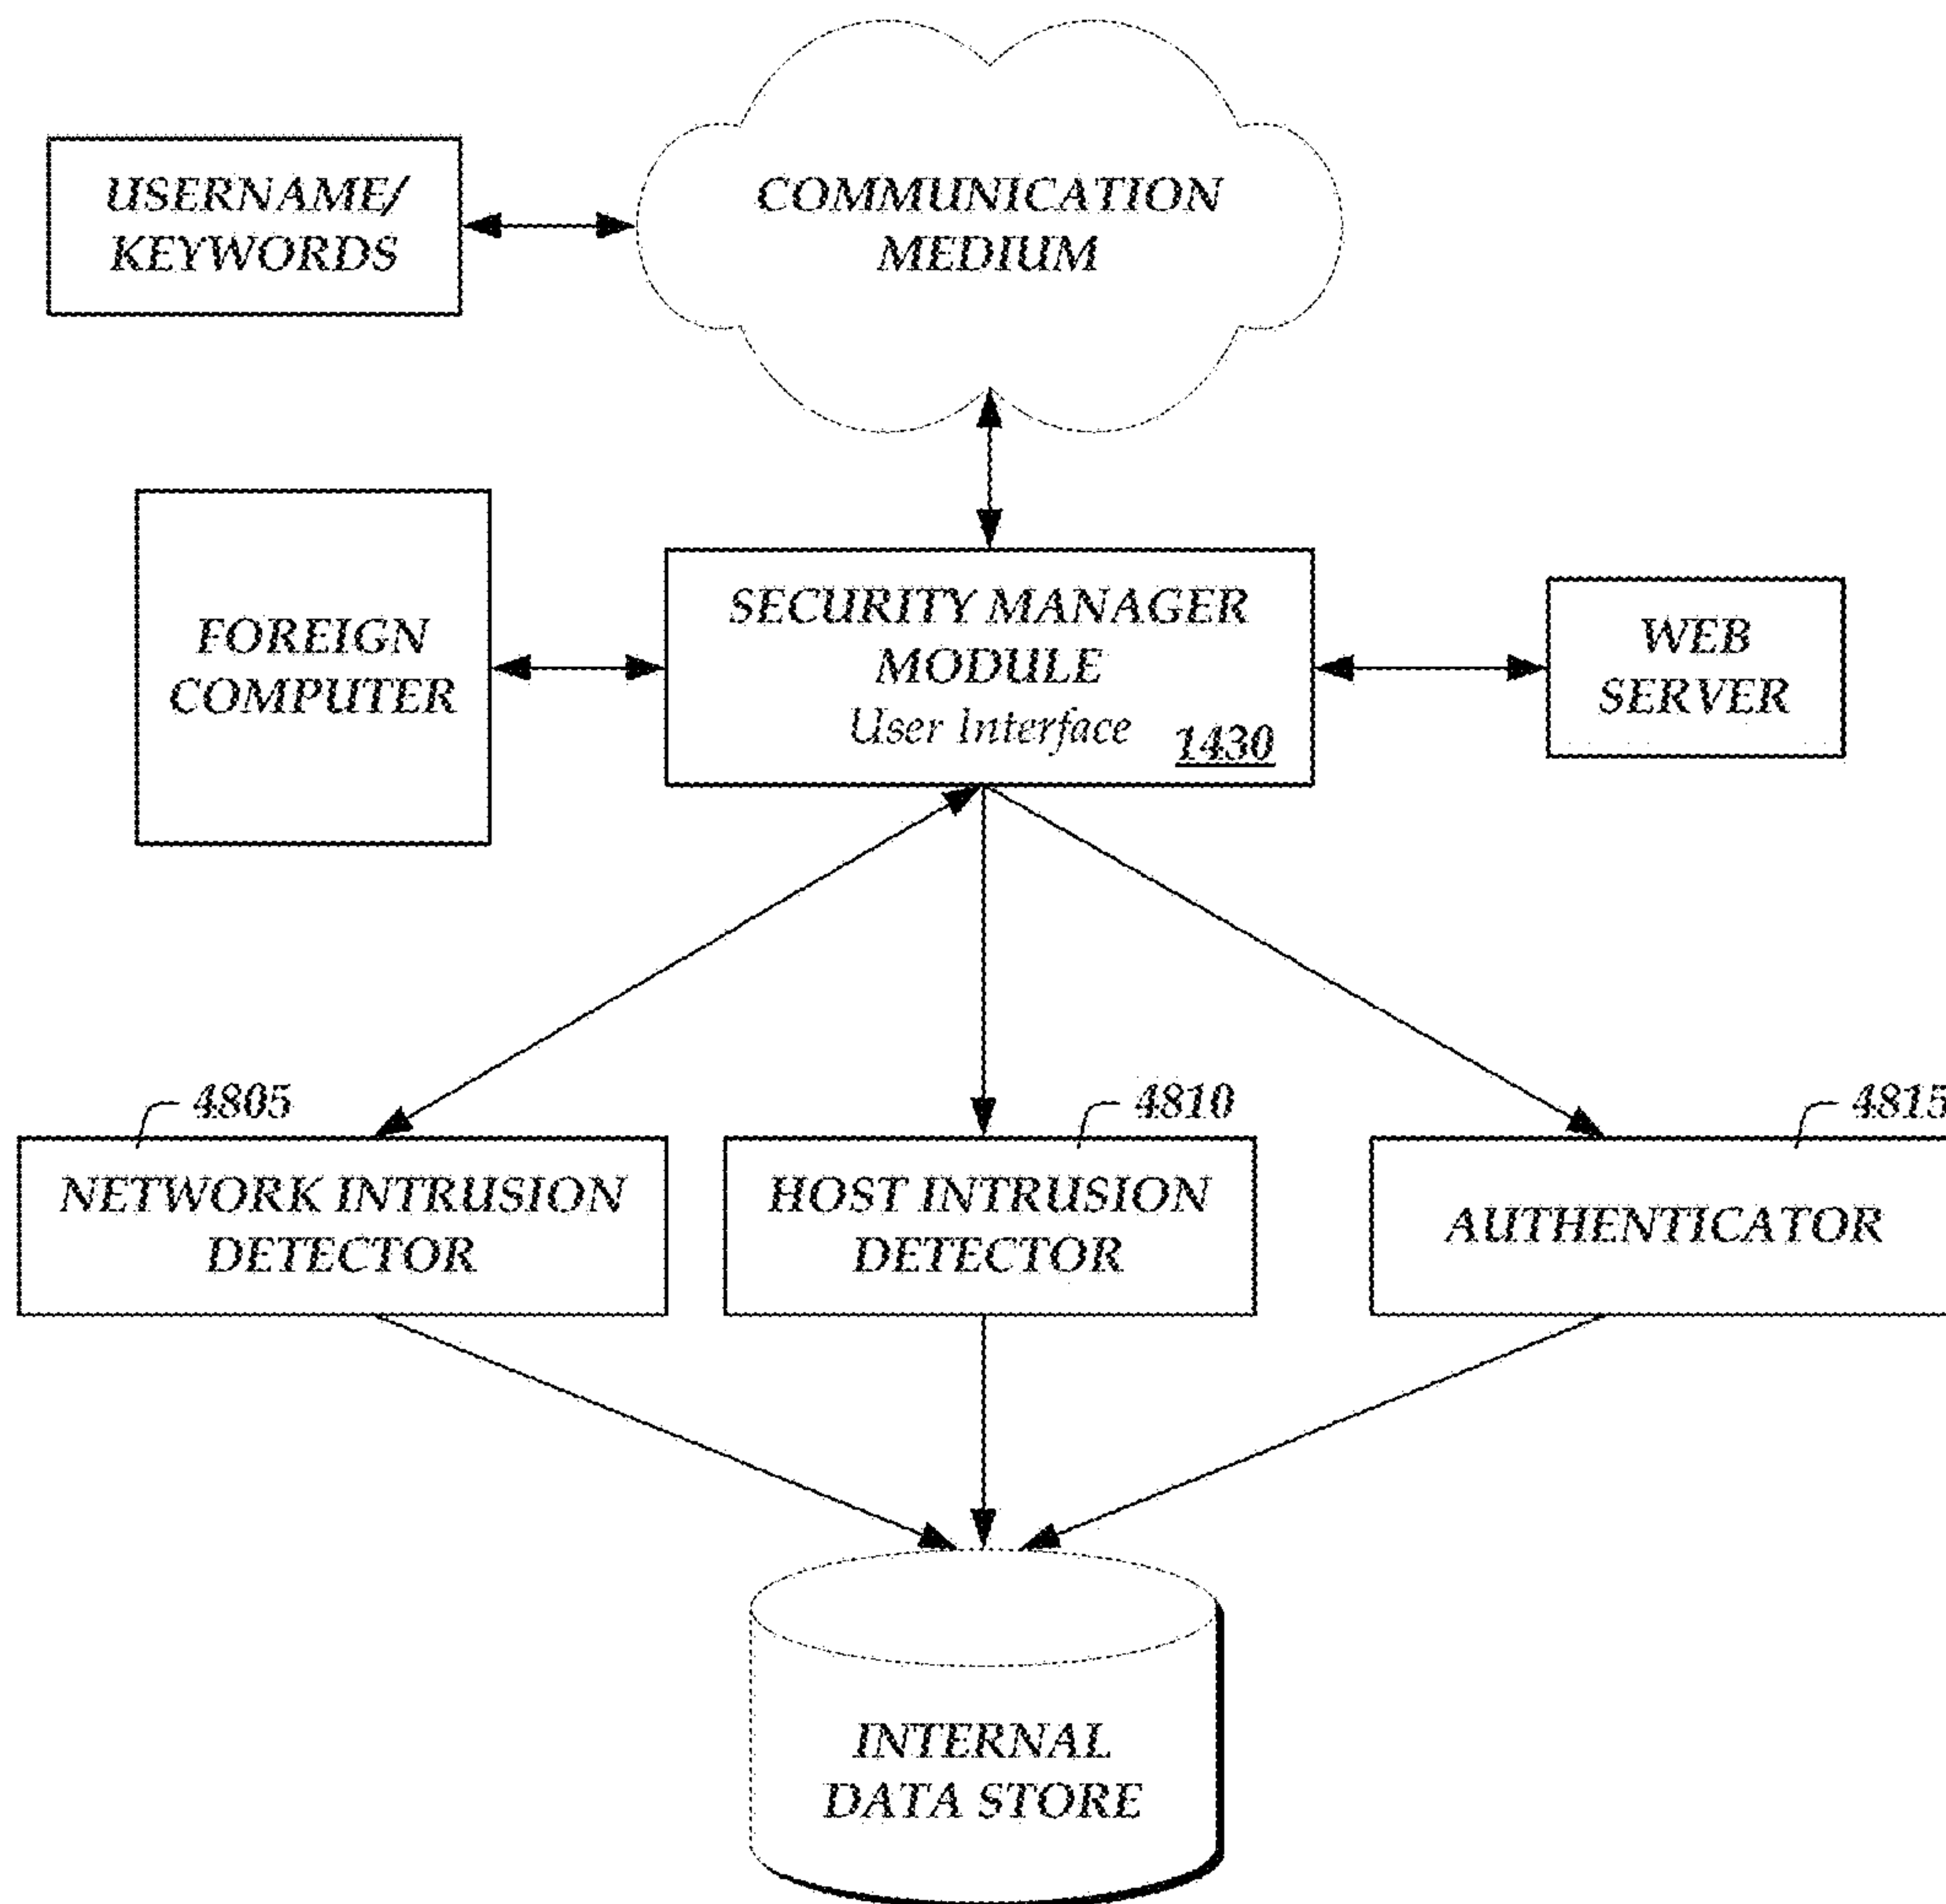 USERNAME/
KEYWORDS
COMMUNICATION
MEDIUM
FOREIGN
COMPUTER
SECURITY MANAGER
MODULE
User Interface
1430
WEB
SERVER
4805
NETWORK INTRUSION
DETECTOR
4810
HOST INTRUSION
DETECTOR
4815
AUTHENTICATOR
INTERNAL
DATA STORE